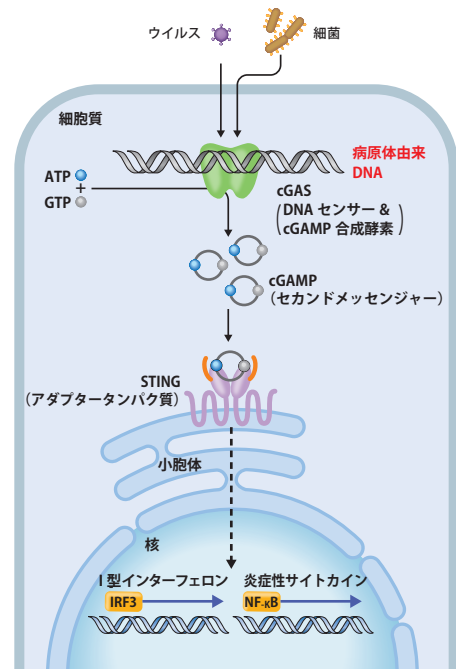 ウイルス
細菌
細胞質
病原体由来
DNA
ATP
+
GTP
cGAS
(DNA センサー &
cGAMP 合成酵素)
cGAMP
(セカンドメッセンジャー)
STING
(アダプタータンパク質)
小胞体
核
I 型インターフェロン
炎症性サイトカイン
IRF3
NF-κB